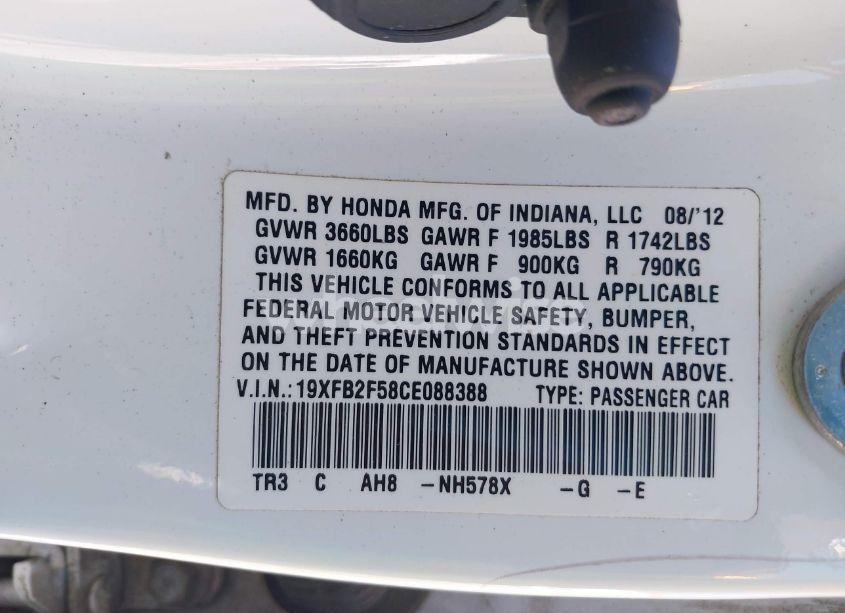 MFD. BY HONDA MFG. OF INDIANA, LLC 08/'12
GVWR 3660LBS GAWR F 1985LBS R 1742LBS
GVWR 1660KG GAWR F 900KG R 790KG
THIS VEHICLE CONFORMS TO ALL APPLICABLE
FEDERAL MOTOR VEHICLE SAFETY, BUMPER,
AND THEFT PREVENTION STANDARDS IN EFFECT
ON THE DATE OF MANUFACTURE SHOWN ABOVE.
V.I.N.:19XFB2F58CE088388 TYPE: PASSENGER CAR
TR3 C AH8 -NH578X -G -E